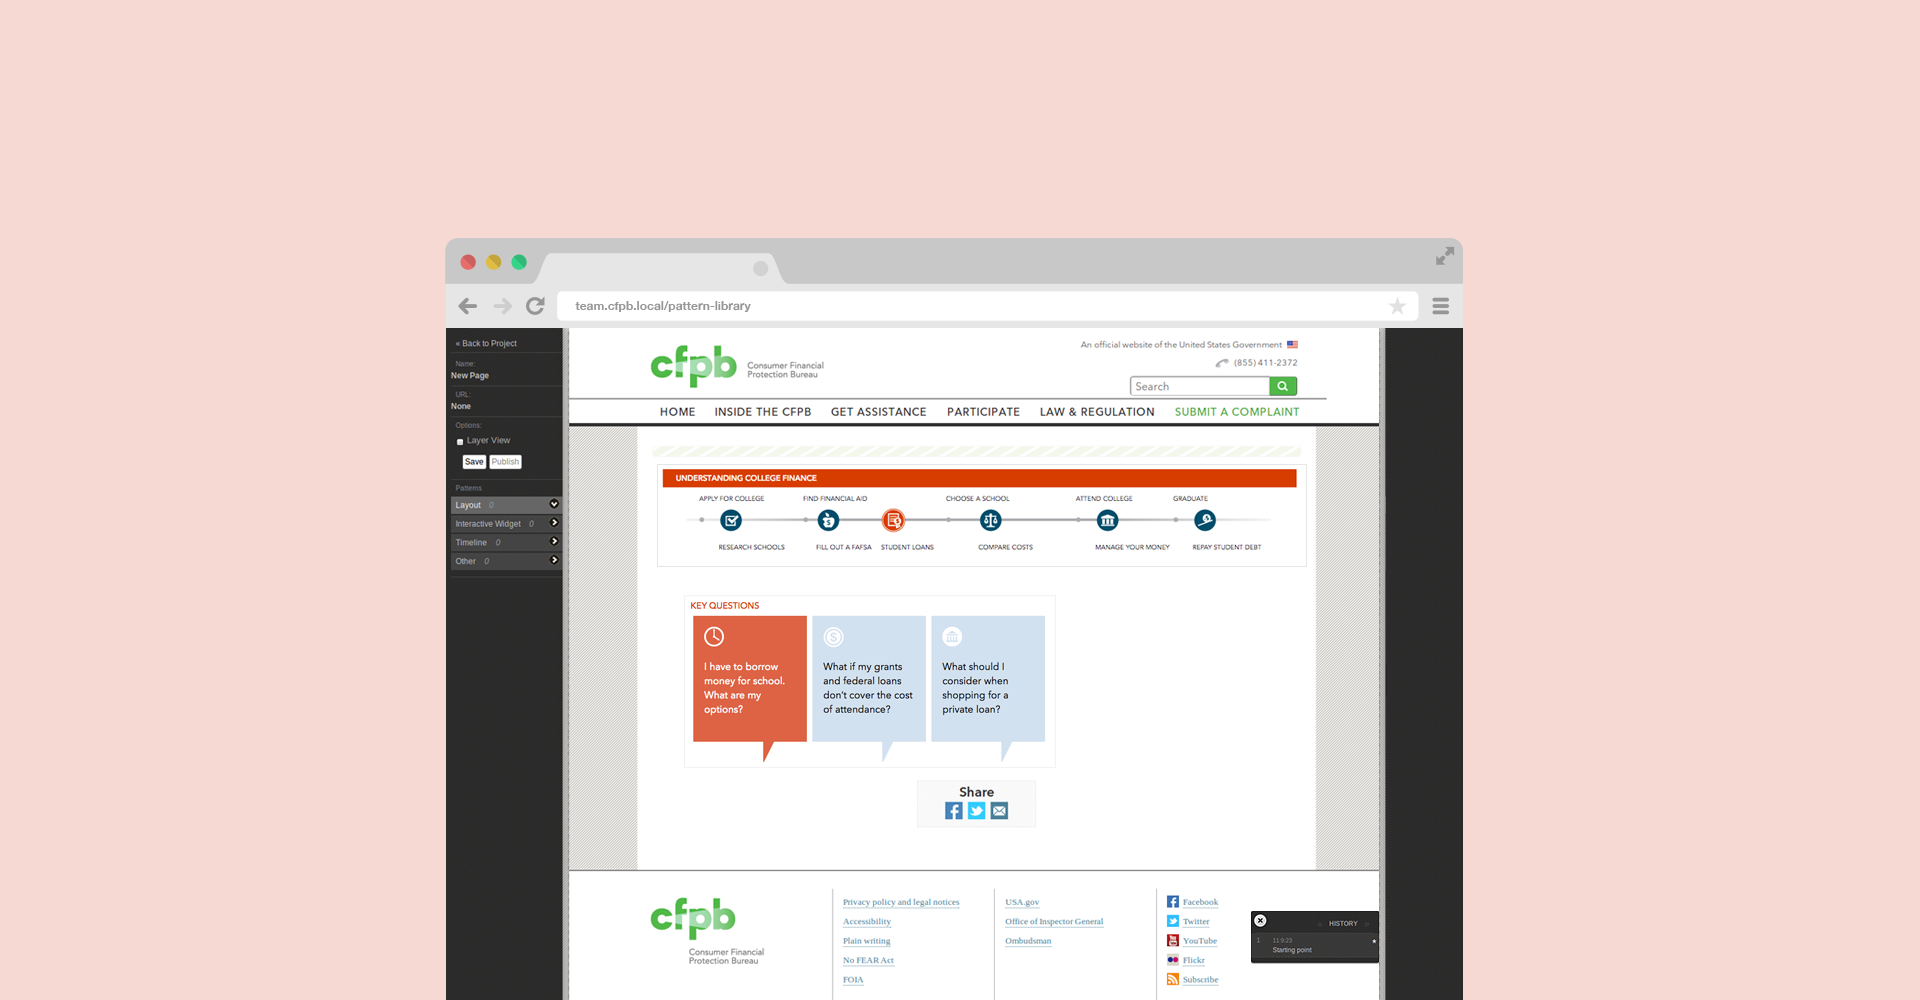 team.cfpb.local/pattern-library
« Back to Project
Name:
New Page
URL:
None
Options:
Layer View
Save Publish
Patterns
Layout 0
Interactive Widget 0
Timeline 0
Other 0
cfpb Consumer Financial
Protection Bureau
An official website of the United States Government
(855) 411-2372
Search
HOME INSIDE THE CFPB GET ASSISTANCE PARTICIPATE LAW & REGULATION SUBMIT A COMPLAINT
UNDERSTANDING COLLEGE FINANCE
APPLY FOR COLLEGE FIND FINANCIAL AID CHOOSE A SCHOOL ATTEND COLLEGE GRADUATE
RESEARCH SCHOOLS FILL OUT A FAFSA STUDENT LOANS COMPARE COSTS MANAGE YOUR MONEY REPAY STUDENT DEBT
KEY QUESTIONS
I have to borrow
money for school.
What are my
options?
What if my grants
and federal loans
don't cover the cost
of attendance?
What should I
consider when
shopping for a
private loan?
Share
cfpb
Consumer Financial
Protection Bureau
Privacy policy and legal notices
Accessibility
Plain writing
No FEAR Act
FOIA
USA.gov
Office of Inspector General
Ombudsman
Facebook
Twitter
YouTube
Flickr
Subscribe
HISTORY
1 11:9:23
Starting point